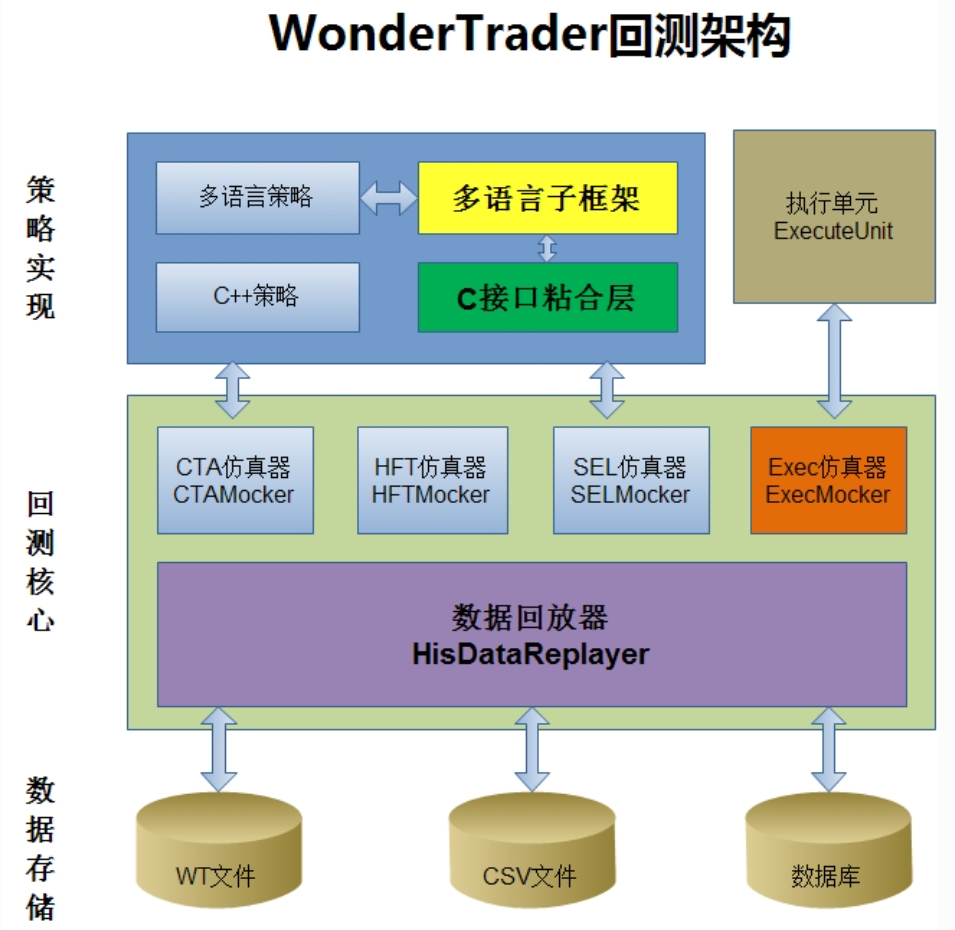 WonderTrader回测架构
策略实现
多语言策略
多语言子框架
C++策略
C接口粘合层
执行单元
ExecuteUnit
回测核心
CTA仿真器
CTAMocker
HFT仿真器
HFTMocker
SEL仿真器
SELMocker
Exec仿真器
ExecMocker
数据回放器
HisDataReplayer
数据存储
WT文件
CSV文件
数据库